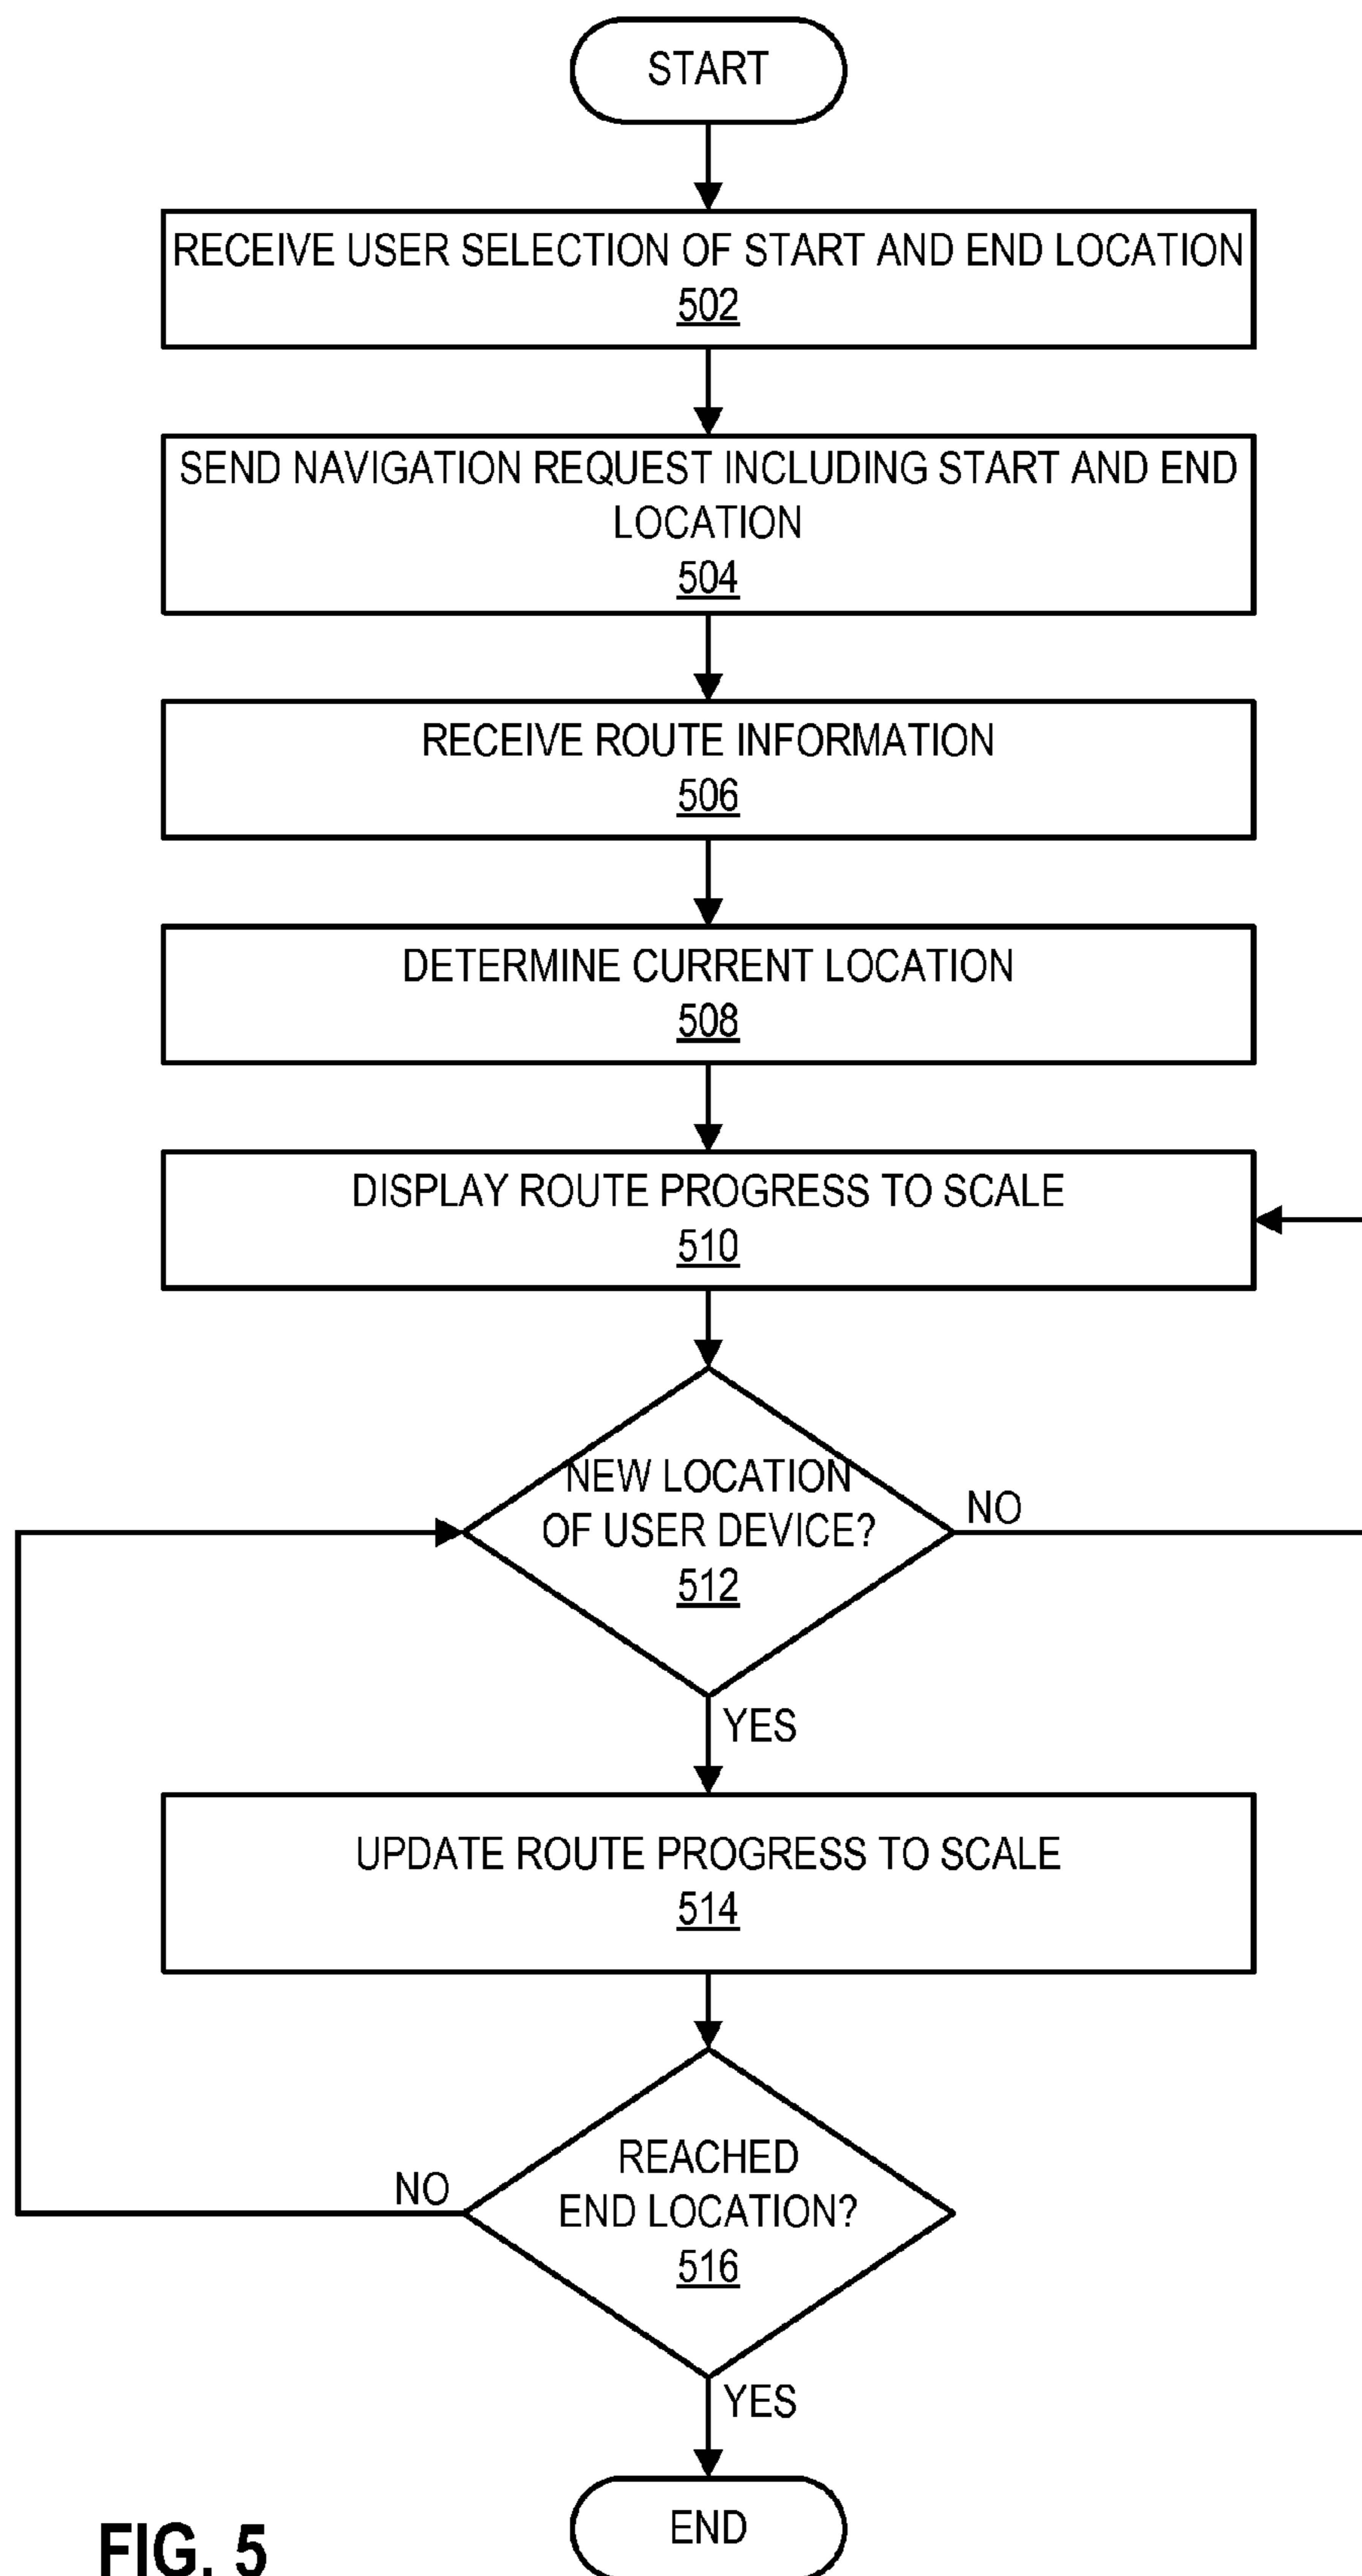 START
RECEIVE USER SELECTION OF START AND END LOCATION
502
SEND NAVIGATION REQUEST INCLUDING START AND END
LOCATION
504
RECEIVE ROUTE INFORMATION
506
DETERMINE CURRENT LOCATION
508
DISPLAY ROUTE PROGRESS TO SCALE
510
NEW LOCATION
OF USER DEVICE?
512
NO
YES
UPDATE ROUTE PROGRESS TO SCALE
514
REACHED
END LOCATION?
516
NO
YES
END
FIG. 5